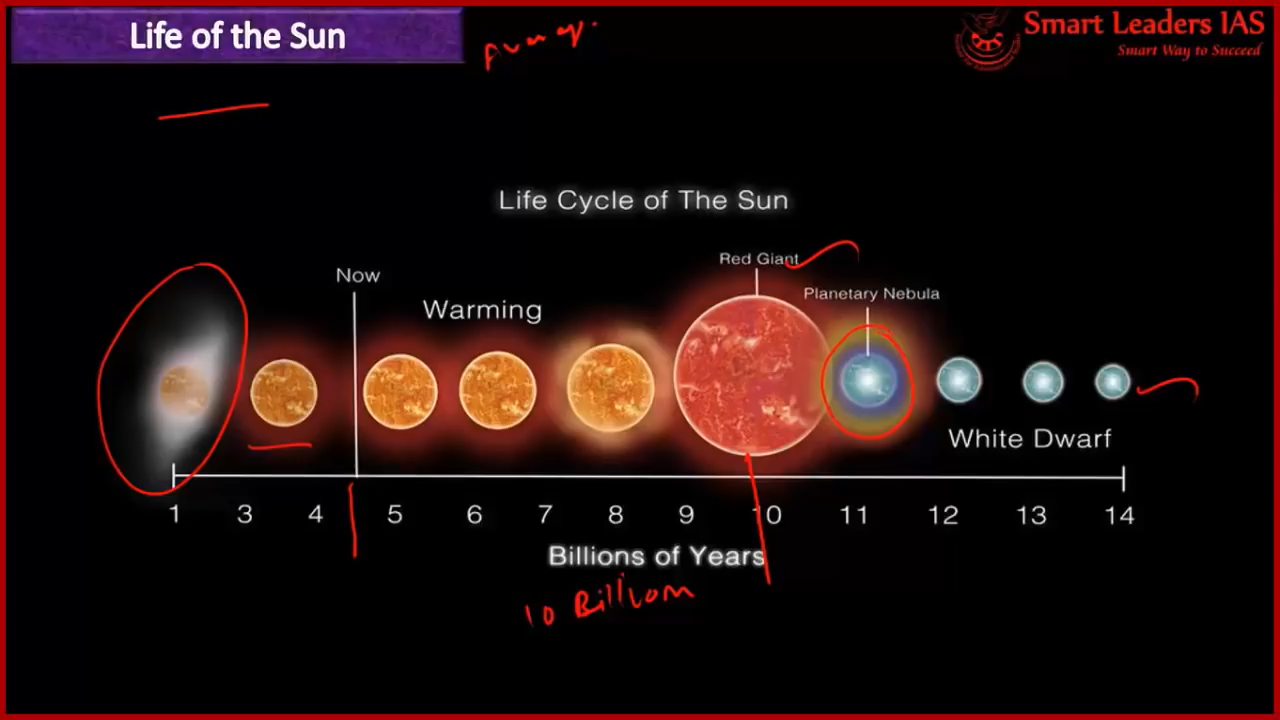 Life of the Sun
Smart Leaders IAS
Smart Way to Succeed
Life Cycle of The Sun
Red Giant
Now
Planetary Nebula
Warming
White Dwarf
1 3 4 5 6 7 8 9 10 11 12 13 14
Billions of Years
10 Billion